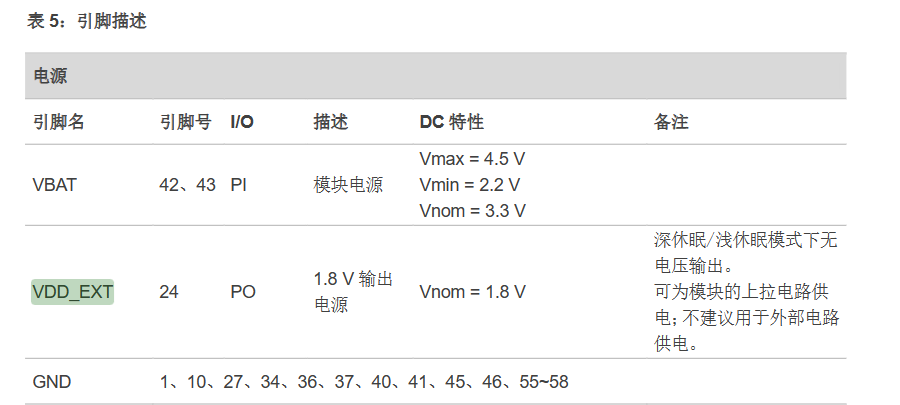 表 5：引脚描述
电源
引脚名 引脚号 I/O 描述 DC 特性 备注
VBAT 42、43 PI 模块电源 Vmax = 4.5 V
Vmin = 2.2 V
Vnom = 3.3 V
VDD_EXT 24 PO 1.8 V 输出
电源 Vnom = 1.8 V 深休眠/浅休眠模式下无
电压输出。
可为模块的上拉电路供
电；不建议用于外部电路
供电。
GND 1、10、27、34、36、37、40、41、45、46、55~58